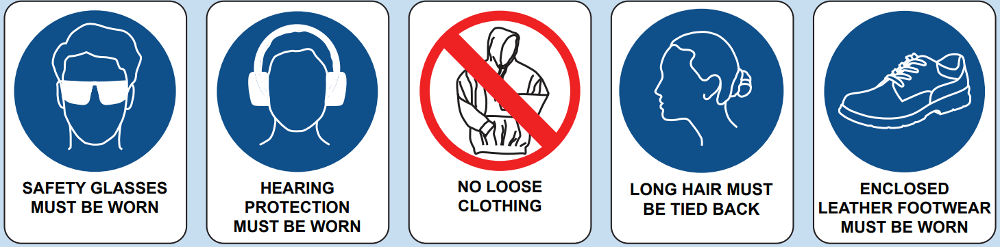 SAFETY GLASSES
MUST BE WORN
HEARING
PROTECTION
MUST BE WORN
NO LOOSE
CLOTHING
LONG HAIR MUST
BE TIED BACK
ENCLOSED
LEATHER FOOTWEAR
MUST BE WORN